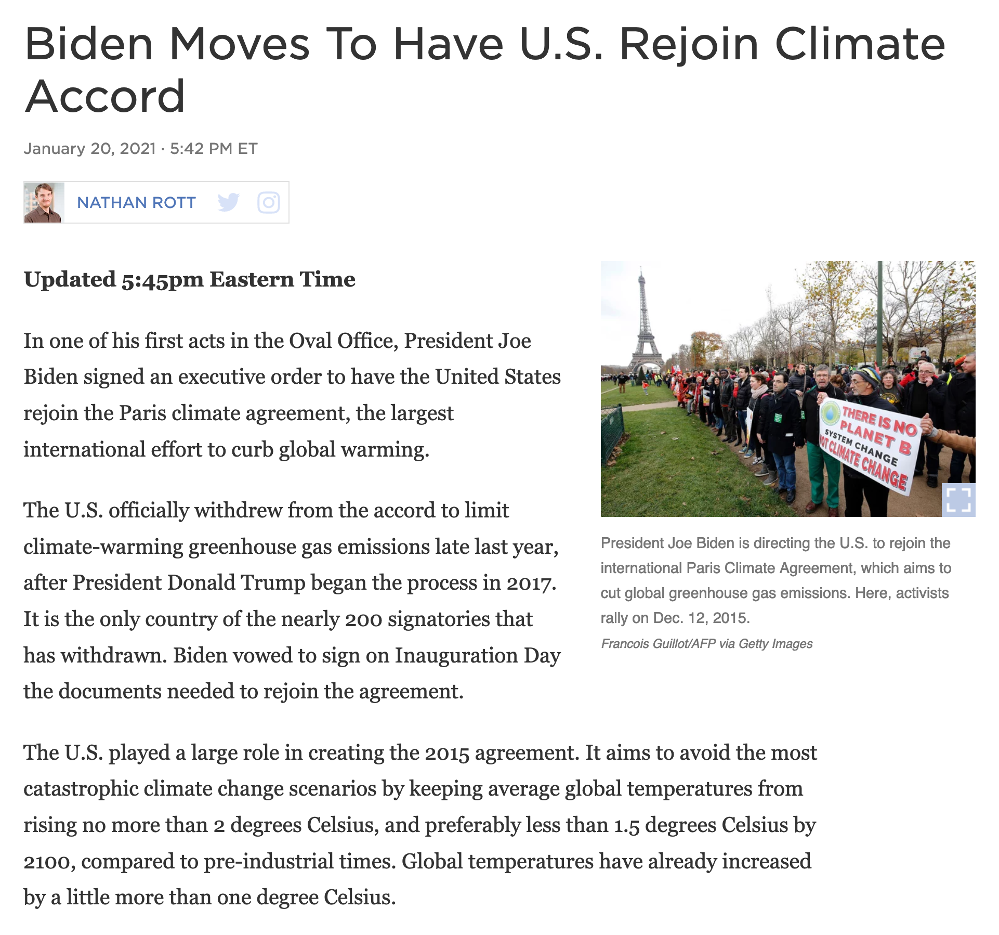 Biden Moves To Have U.S. Rejoin Climate
Accord
January 20, 2021 · 5:42 PM ET
NATHAN ROTT
Updated 5:45pm Eastern Time
In one of his first acts in the Oval Office, President Joe
Biden signed an executive order to have the United States
rejoin the Paris climate agreement, the largest
international effort to curb global warming.
The U.S. officially withdrew from the accord to limit
climate-warming greenhouse gas emissions late last year,
after President Donald Trump began the process in 2017.
It is the only country of the nearly 200 signatories that
has withdrawn. Biden vowed to sign on Inauguration Day
the documents needed to rejoin the agreement.
THERE IS NO
PLANET B
SYSTEM CHANGE
NOT CLIMATE CHANGE
President Joe Biden is directing the U.S. to rejoin the
international Paris Climate Agreement, which aims to
cut global greenhouse gas emissions. Here, activists
rally on Dec. 12, 2015.
Francois Guillot/AFP via Getty Images
The U.S. played a large role in creating the 2015 agreement. It aims to avoid the most
catastrophic climate change scenarios by keeping average global temperatures from
rising no more than 2 degrees Celsius, and preferably less than 1.5 degrees Celsius by
2100, compared to pre-industrial times. Global temperatures have already increased
by a little more than one degree Celsius.